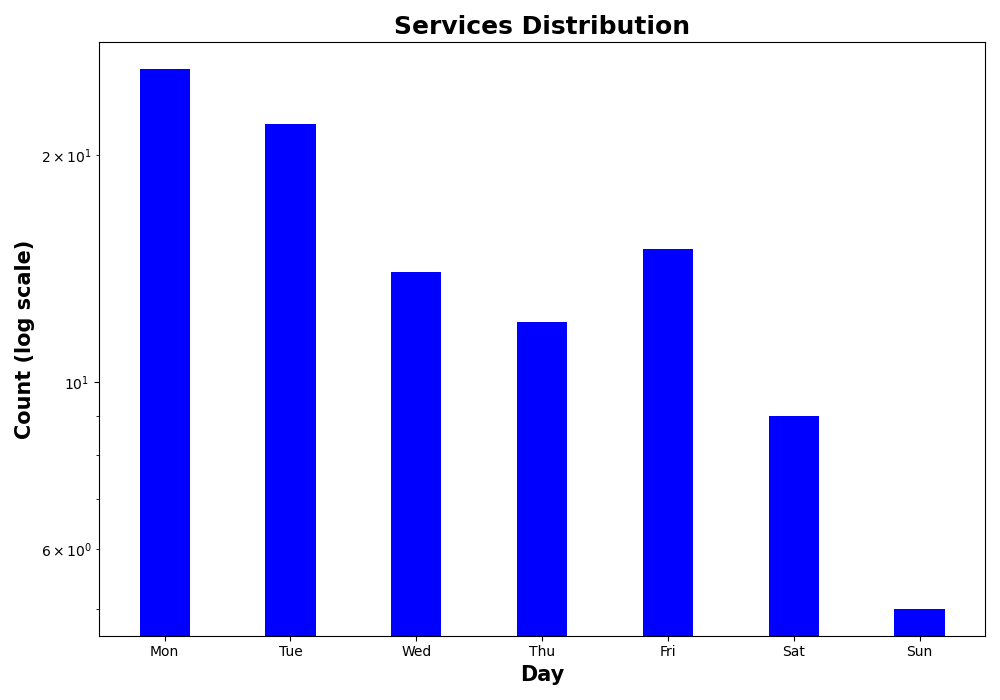 Services Distribution
Count (log scale)
2 × 10¹
10¹
6 × 10⁰
Mon Tue Wed Thu Fri Sat Sun
Day